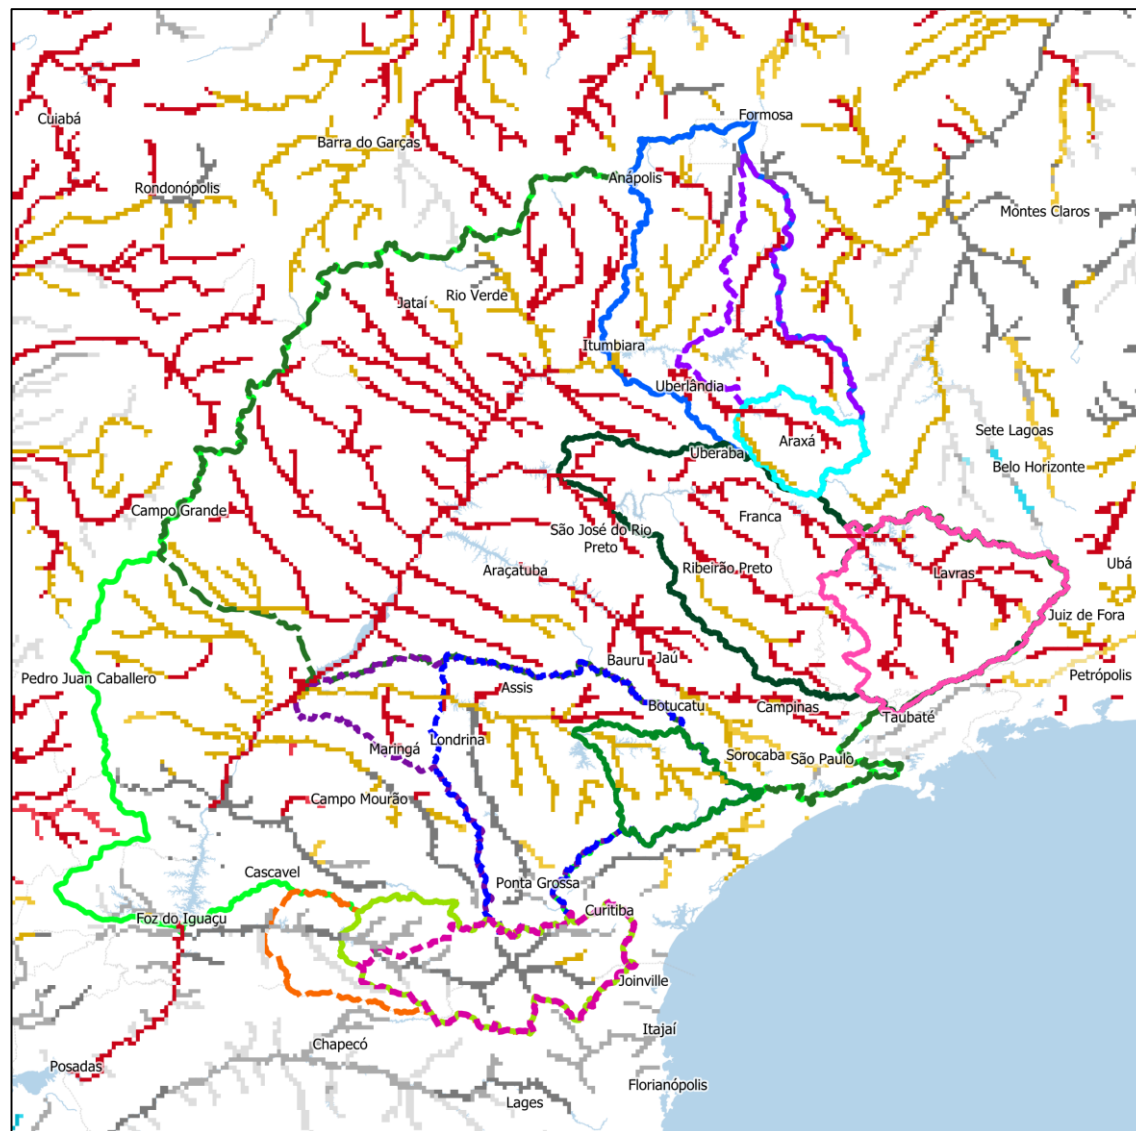 Formosa
Cuiabá
Barra do Garças
Anápolis
Rondonópolis
Montes Claros
Jataí
Rio Verde
Itumbiara
Uberlândia
Araxá
Sete Lagoas
Uberaba
Belo Horizonte
Campo Grande
Franca
São José do Rio
Preto
Araçatuba
Ribeirão Preto
Lavras
Ubá
Juiz de Fora
Bauru
Jaú
Pedro Juan Caballero
Assis
Petrópolis
Botucatu
Campinas
Taubaté
Maringá
Londrina
Sorocaba
São Paulo
Campo Mourão
Cascavel
Ponta Grossa
Foz do Iguaçu
Curitiba
Joinville
Itajaí
Chapecó
Posadas
Florianópolis
Lages